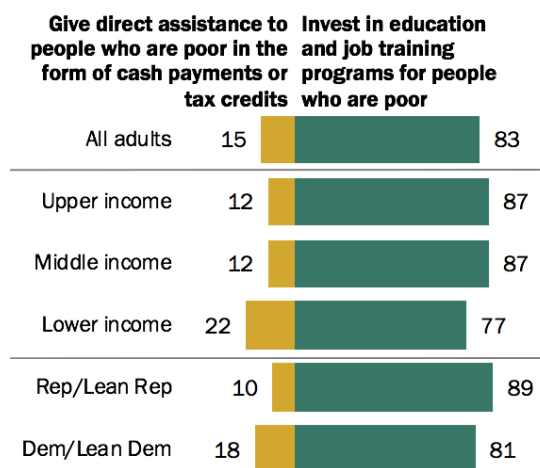 Give direct assistance to
people who are poor in the
form of cash payments or
tax credits
Invest in education
and job training
programs for people
who are poor
All adults 15 83
Upper income 12 87
Middle income 12 87
Lower income 22 77
Rep/Lean Rep 10 89
Dem/Lean Dem 18 81